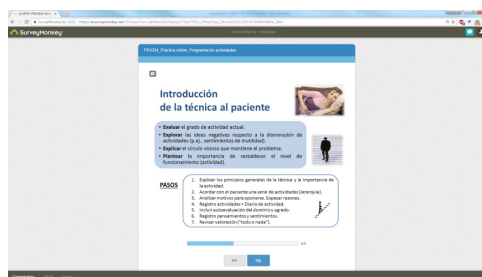 SurveyMonkey
PS1034_Práctica online_Programación actividades
Introducción
de la técnica al paciente
• Evaluar el grado de actividad actual.
• Explorar las ideas negativas respecto a la disminución de
actividades (p.ej., sentimientos de inutilidad).
• Explicar el círculo vicioso que mantiene el problema.
• Plantear la importancia de restablecer el nivel de
funcionamiento (actividad).
PASOS
1. Explicar los principios generales de la técnica y la importancia de
la actividad.
2. Acordar con el paciente una serie de actividades (Jerarquía).
3. Analizar motivos para oponerse. Sopesar razones.
4. Registro actividades = Diario de actividad.
5. Incluir autoevaluación del dominio y agrado.
6. Registro pensamientos y sentimientos.
7. Revisar valoración ("todo o nada").
Ant.
Sig.